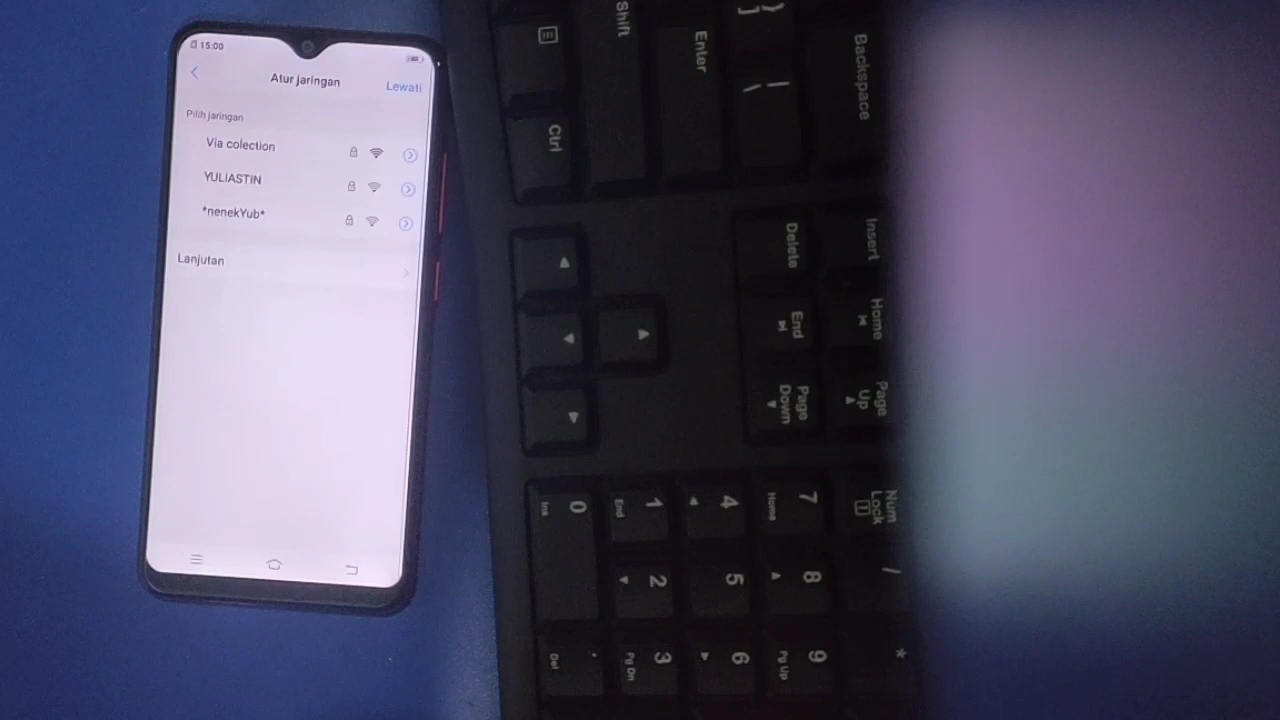 15:00
Atur jaringan
Lewati
Pilih jaringan
Via colection
YULIASTIN
*nenekYub*
Lanjutan
Shift
Enter
}
]
|
\
Backspace
Ctrl
Delete
Insert
End
Home
Page Down
Page Up
Num Lock
/
*
7 Home
8
9 Pg Up
4
5
6
1 End
2
3 Pg Dn
0 Ins
. Del